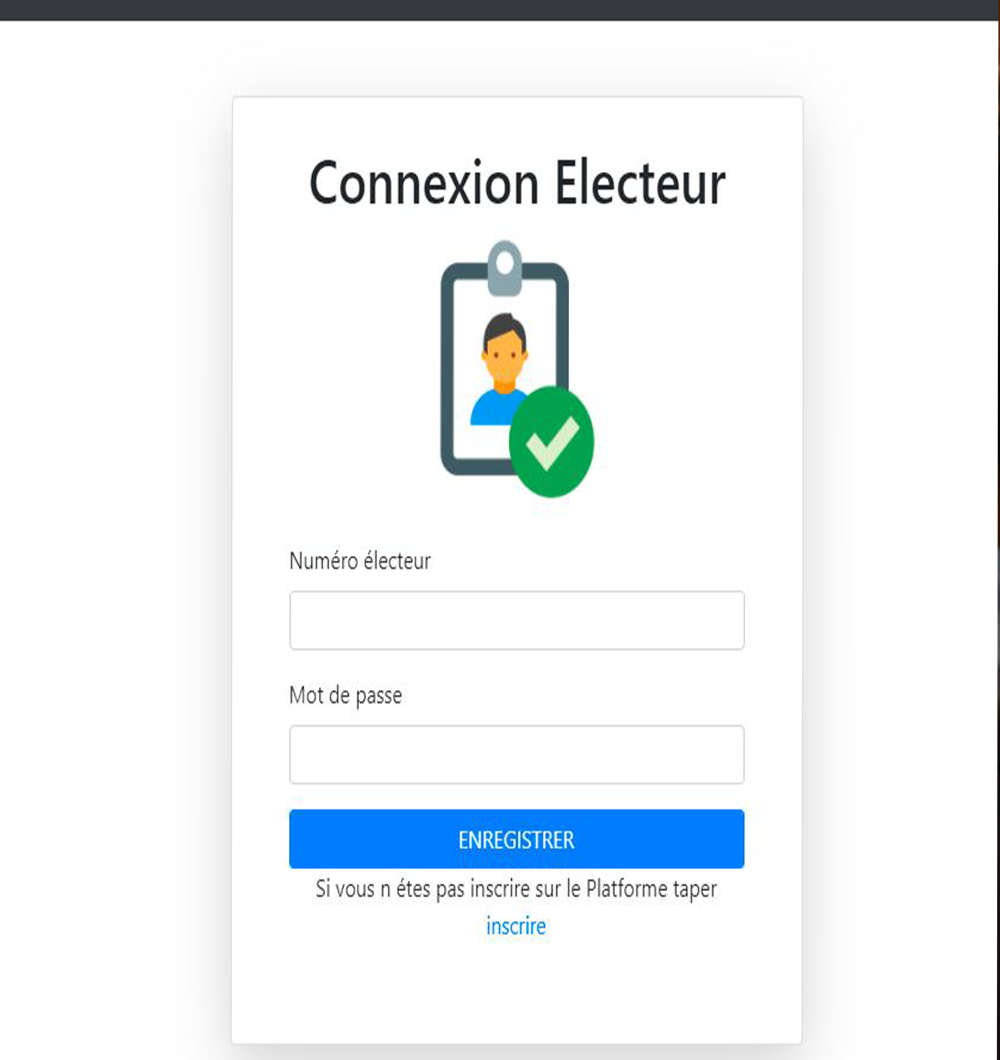 Connexion Electeur
Numéro électeur
Mot de passe
ENREGISTRER
Si vous n étes pas inscrire sur le Platforme taper
inscrire